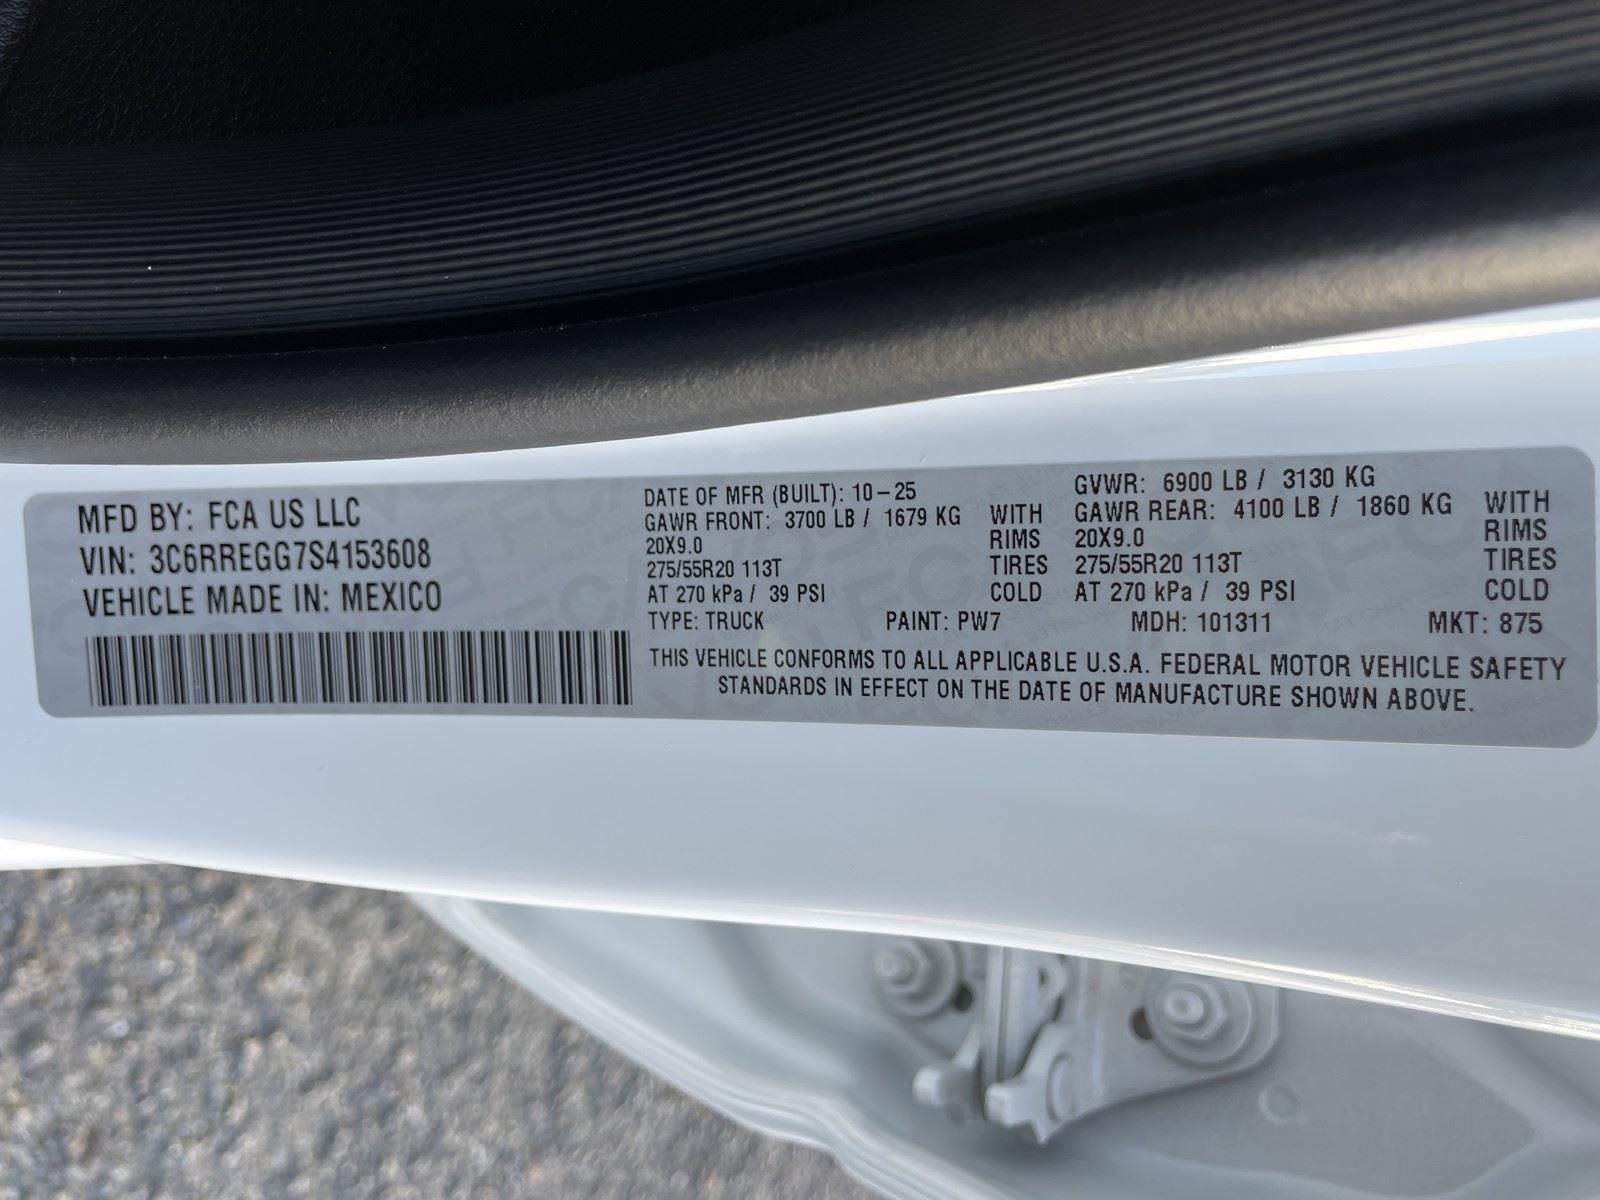 MFD BY: FCA US LLC
VIN: 3C6RREGG7S4153608
VEHICLE MADE IN: MEXICO
DATE OF MFR (BUILT): 10-25
GAWR FRONT: 3700 LB / 1679 KG WITH
20X9.0 RIMS
275/55R20 113T TIRES
AT 270 kPa / 39 PSI COLD
GVWR: 6900 LB / 3130 KG
GAWR REAR: 4100 LB / 1860 KG WITH
20X9.0 RIMS
275/55R20 113T TIRES
AT 270 kPa / 39 PSI COLD
TYPE: TRUCK PAINT: PW7 MDH: 101311 MKT: 875
THIS VEHICLE CONFORMS TO ALL APPLICABLE U.S.A. FEDERAL MOTOR VEHICLE SAFETY
STANDARDS IN EFFECT ON THE DATE OF MANUFACTURE SHOWN ABOVE.